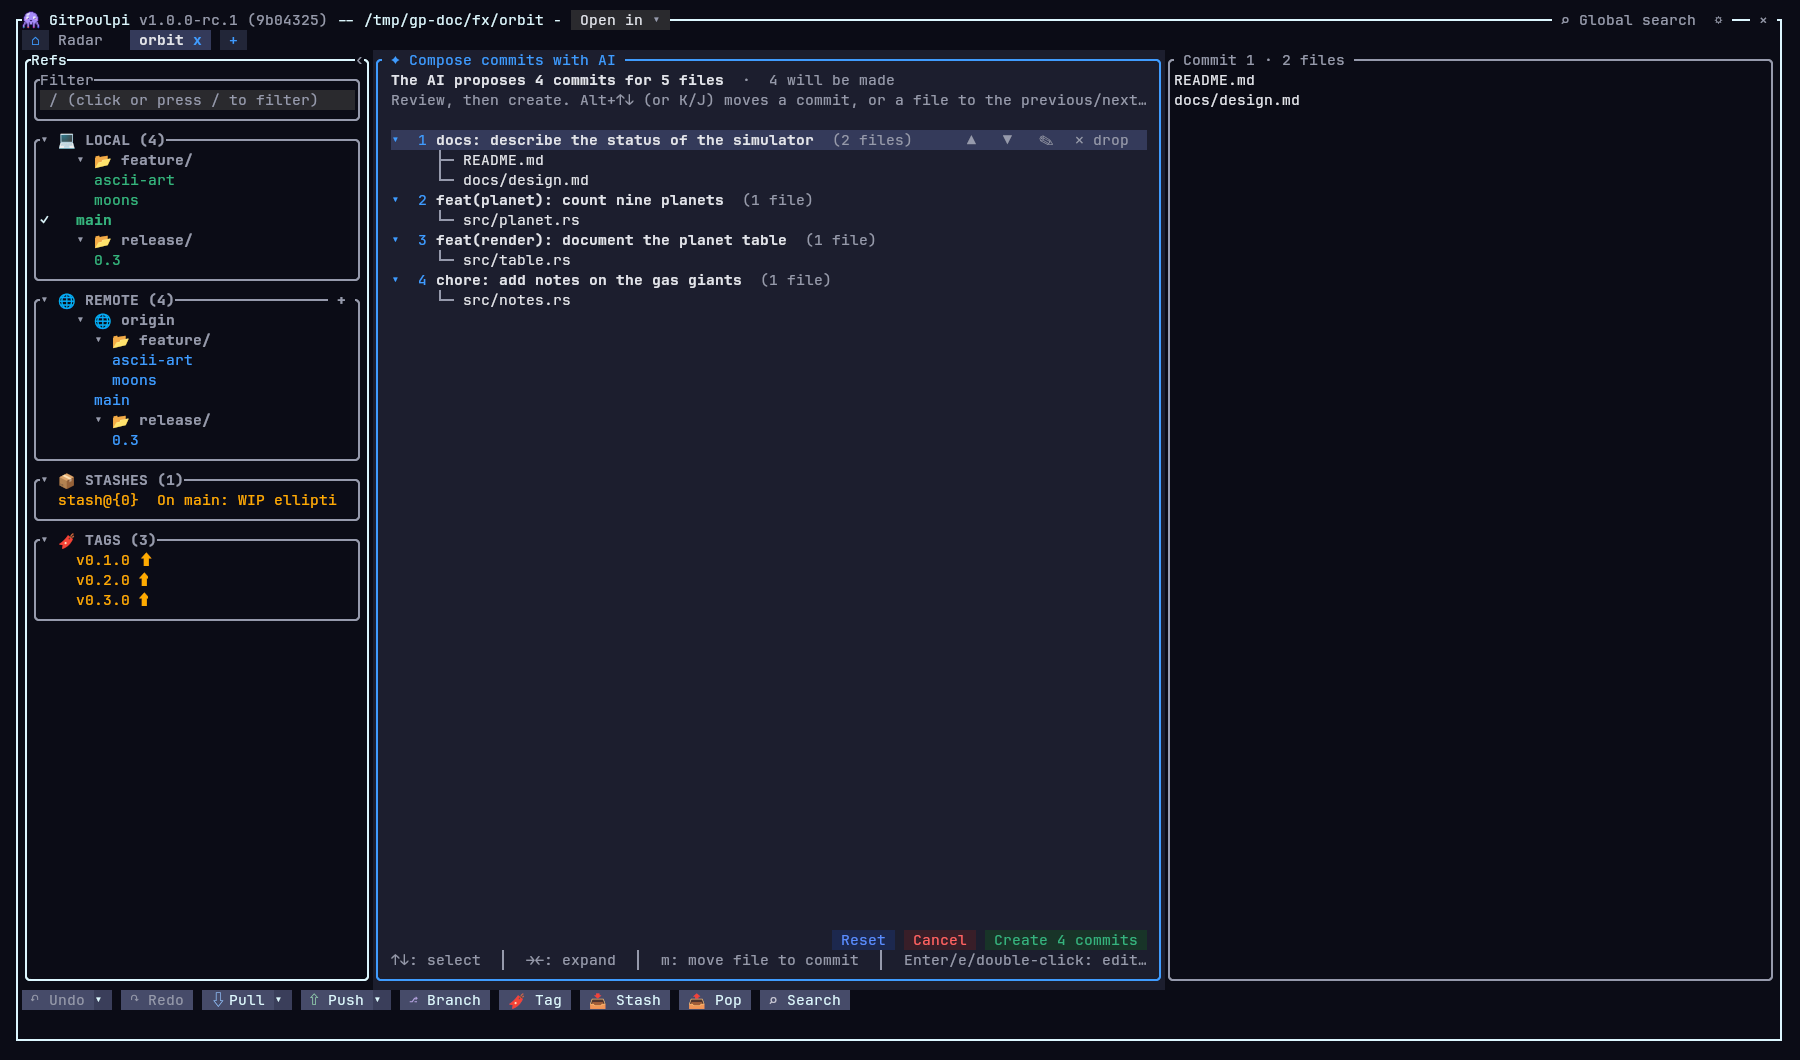 GitPoulpi v1.0.0-rc.1 (9b04325) -- /tmp/gp-doc/fx/orbit - Open in ▾ ⌕ Global search ⚙ ×
⌂ Radar orbit x +
Refs ‹
Filter
/ (click or press / to filter)
▾ 💻 LOCAL (4)
▾ 📂 feature/
ascii-art
moons
✓ main
▾ 📂 release/
0.3
▾ 🌐 REMOTE (4) +
▾ 🌐 origin
▾ 📂 feature/
ascii-art
moons
main
▾ 📂 release/
0.3
▾ 📦 STASHES (1)
stash@{0} On main: WIP ellipti
▾ 🔖 TAGS (3)
v0.1.0 ⬆
v0.2.0 ⬆
v0.3.0 ⬆
✦ Compose commits with AI
The AI proposes 4 commits for 5 files · 4 will be made
Review, then create. Alt+↑↓ (or K/J) moves a commit, or a file to the previous/next…
▾ 1 docs: describe the status of the simulator (2 files) ▲ ▼ ✎ × drop
├─ README.md
└─ docs/design.md
▾ 2 feat(planet): count nine planets (1 file)
└─ src/planet.rs
▾ 3 feat(render): document the planet table (1 file)
└─ src/table.rs
▾ 4 chore: add notes on the gas giants (1 file)
└─ src/notes.rs
Reset Cancel Create 4 commits
↑↓: select │ →←: expand │ m: move file to commit │ Enter/e/double-click: edit…
Commit 1 · 2 files
README.md
docs/design.md
↶ Undo ▾ ↷ Redo ⇩ Pull ▾ ⇧ Push ▾ ⎇ Branch 🔖 Tag 📥 Stash 📤 Pop ⌕ Search